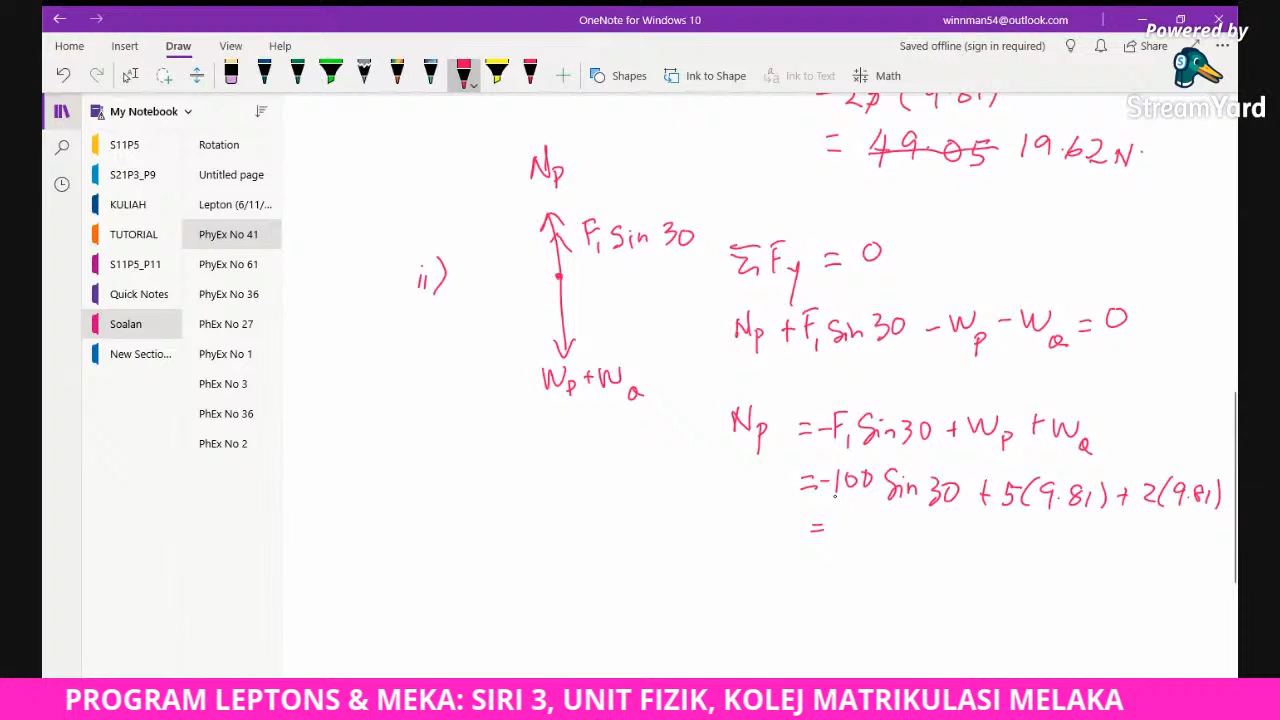 OneNote for Windows 10
winnman54@outlook.com
Powered by
Home Insert Draw View Help
Saved offline (sign in required)
Share
Shapes
Ink to Shape
Ink to Text
Math
StreamYard
My Notebook
S11P5
S21P3_P9
KULIAH
TUTORIAL
S11P5_P11
Quick Notes
Soalan
New Sectio...
Rotation
Untitled page
Lepton (6/11/...
PhyEx No 41
PhyEx No 61
PhyEx No 36
PhEx No 27
PhyEx No 1
PhEx No 3
PhEx No 36
PhEx No 2
= 49.05 19.62 N.
ii)
Np
F₁ Sin 30
Wp + WQ
ΣFy = 0
Np + F₁ Sin 30 - Wp - WQ = 0
Np = -F₁ Sin 30 + Wp + WQ
= -100 Sin 30 + 5(9.81) + 2(9.81)
=
PROGRAM LEPTONS & MEKA: SIRI 3, UNIT FIZIK, KOLEJ MATRIKULASI MELAKA